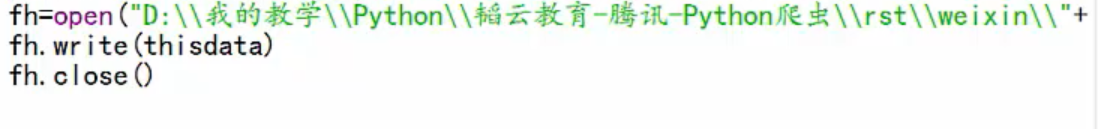 fh=open("D:\\我的教学\\Python\\韬云教育-腾讯-Python爬虫\\rst\\weixin\\"+
fh.write(thisdata)
fh.close()